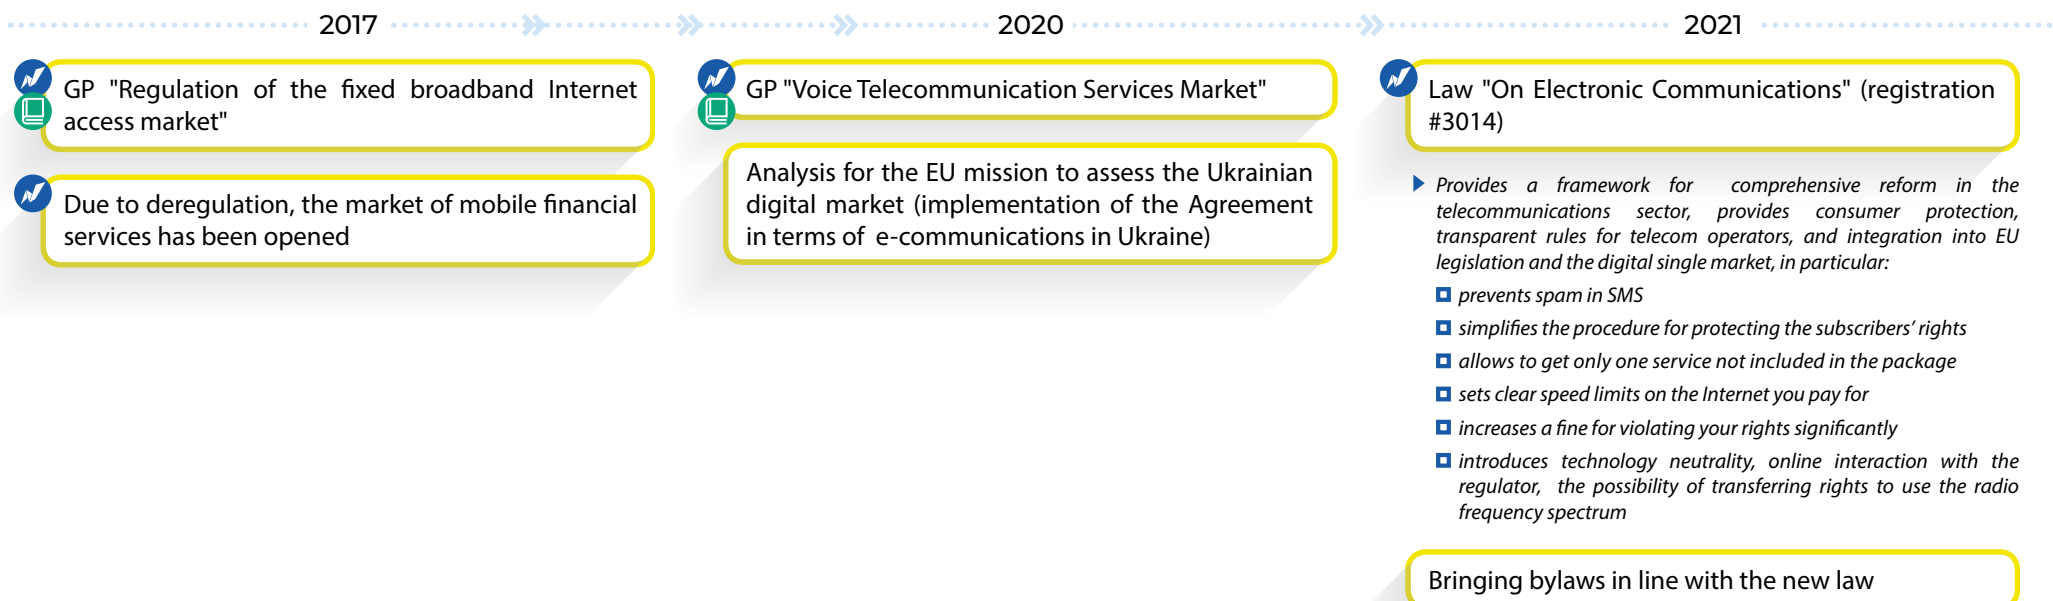 2017
2020
2021
GP "Regulation of the fixed broadband Internet
access market"
Due to deregulation, the market of mobile financial
services has been opened
GP "Voice Telecommunication Services Market"
Analysis for the EU mission to assess the Ukrainian
digital market (implementation of the Agreement
in terms of e-communications in Ukraine)
Law "On Electronic Communications" (registration
#3014)
Provides a framework for comprehensive reform in the
telecommunications sector, provides consumer protection,
transparent rules for telecom operators, and integration into EU
legislation and the digital single market, in particular:
prevents spam in SMS
simplifies the procedure for protecting the subscribers’ rights
allows to get only one service not included in the package
sets clear speed limits on the Internet you pay for
increases a fine for violating your rights significantly
introduces technology neutrality, online interaction with the
regulator, the possibility of transferring rights to use the radio
frequency spectrum
Bringing bylaws in line with the new law